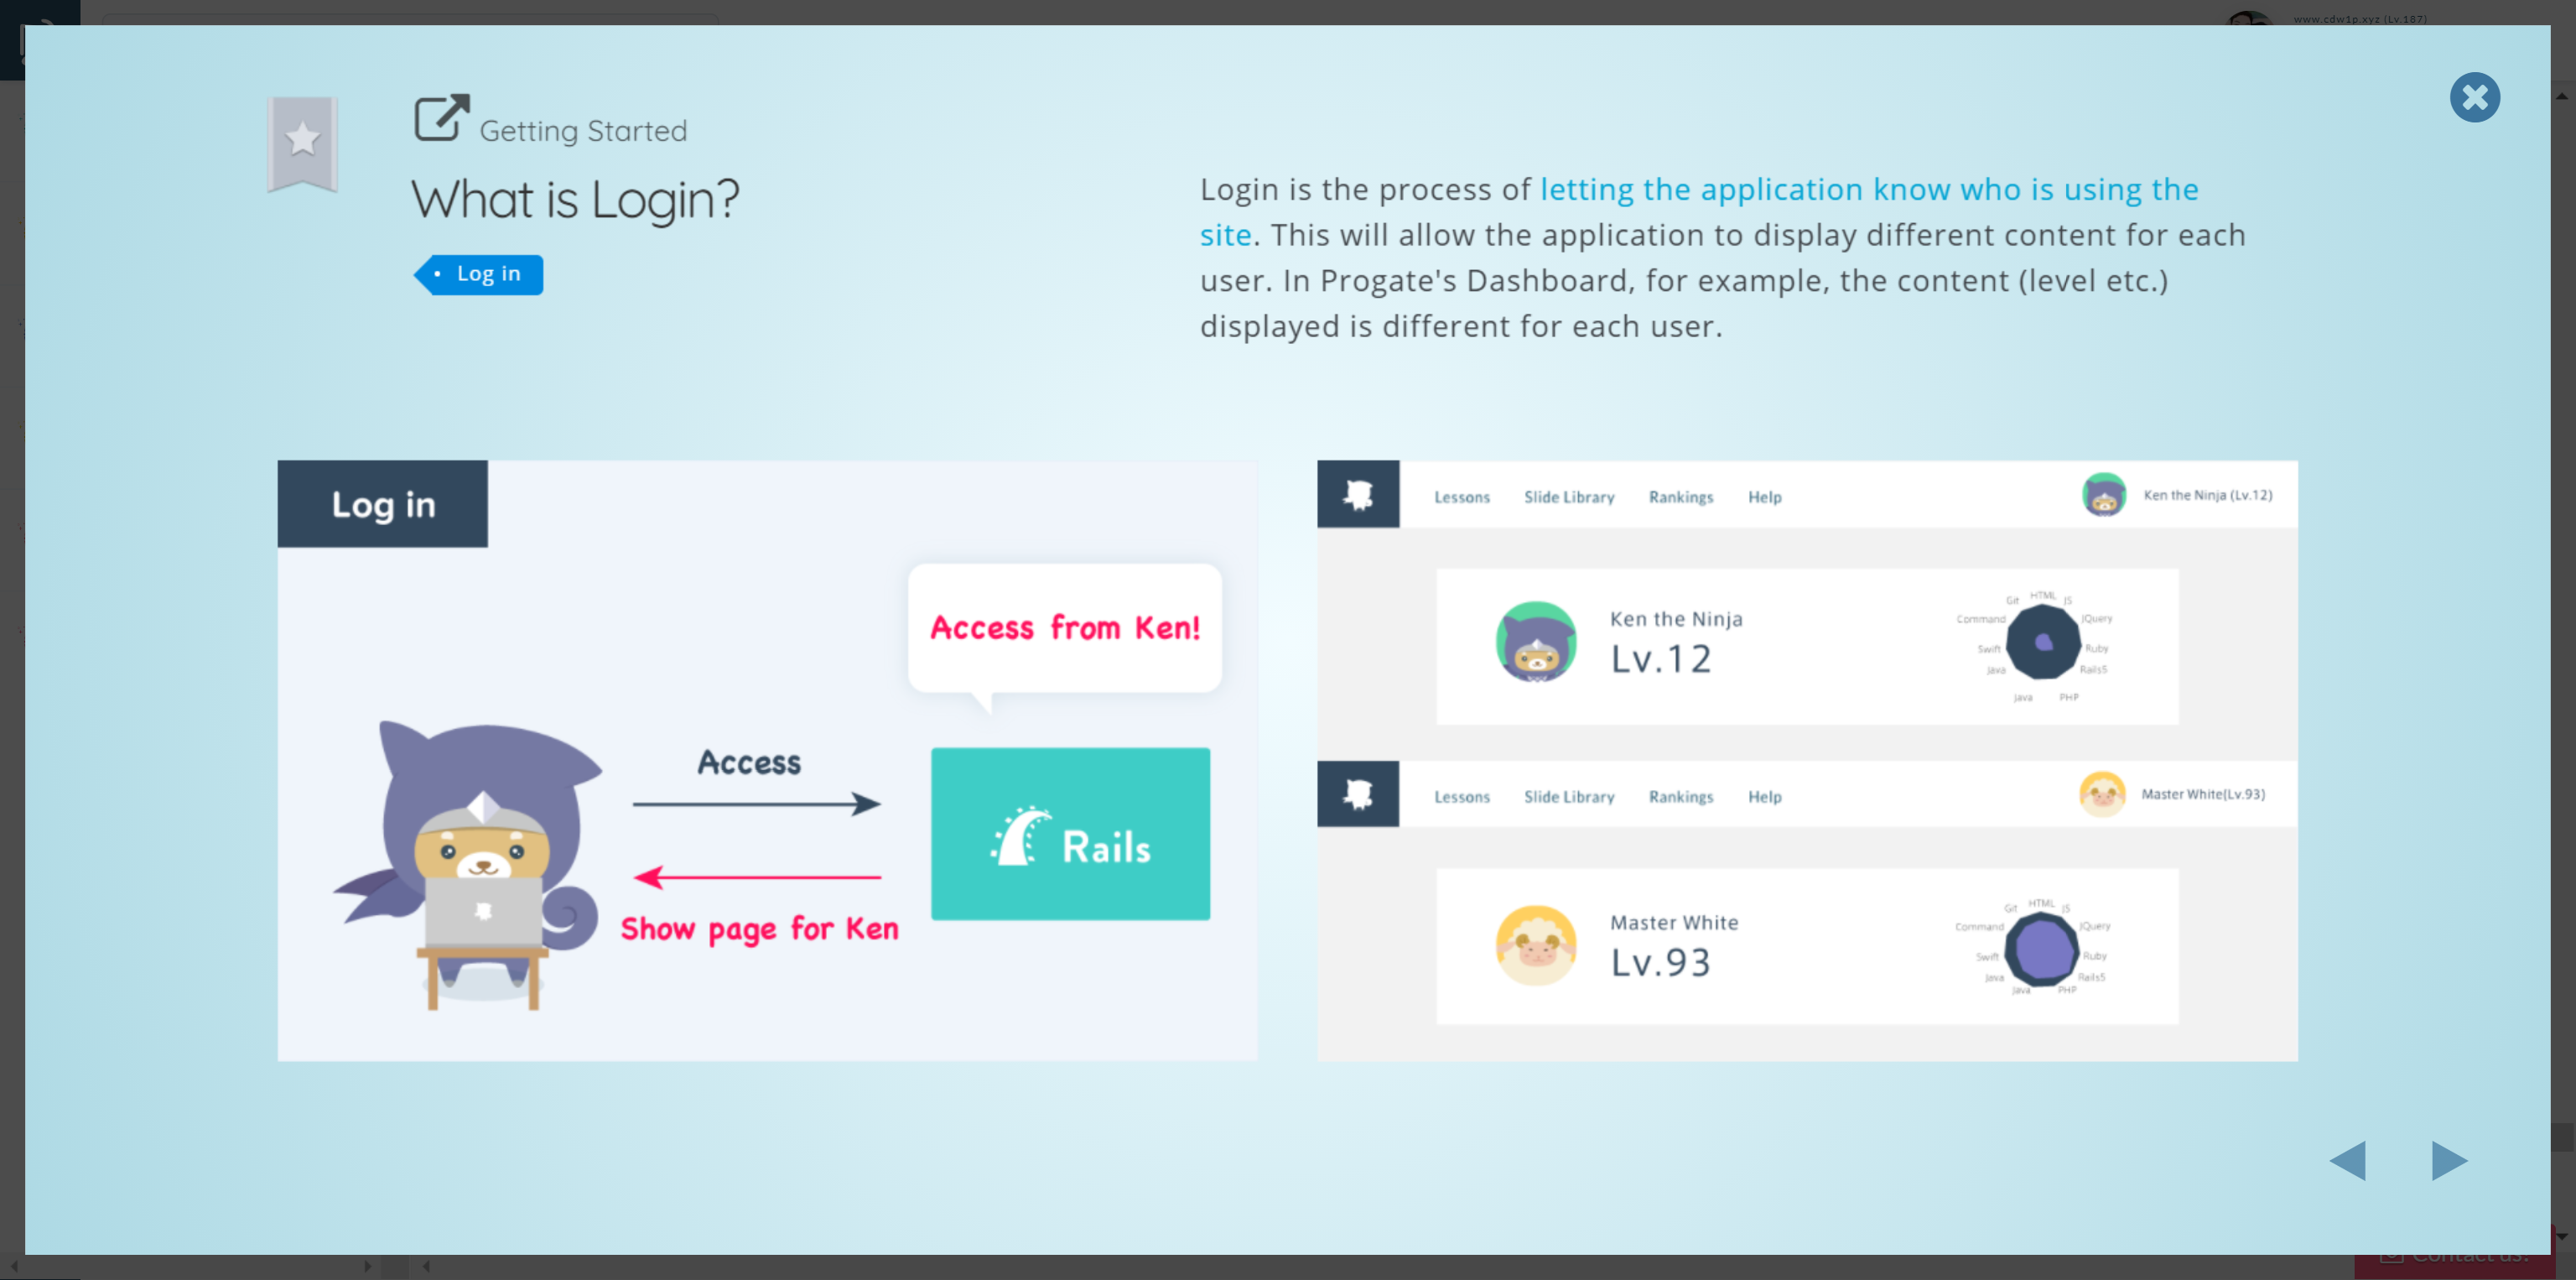 www.cdw1p.xyz (Lv.187)
Getting Started
What is Login?
• Log in
Login is the process of letting the application know who is using the
site. This will allow the application to display different content for each
user. In Progate's Dashboard, for example, the content (level etc.)
displayed is different for each user.
Log in
Access from Ken!
Access
Rails
Show page for Ken
Lessons Slide Library Rankings Help Ken the Ninja (Lv.12)
Ken the Ninja
Lv.12
HTML
Git JS
Command JQuery
Swift Ruby
Java Rails5
Java PHP
Lessons Slide Library Rankings Help Master White(Lv.93)
Master White
Lv.93
HTML
Git JS
Command JQuery
Swift Ruby
Java Rails5
Java PHP
Contact us!